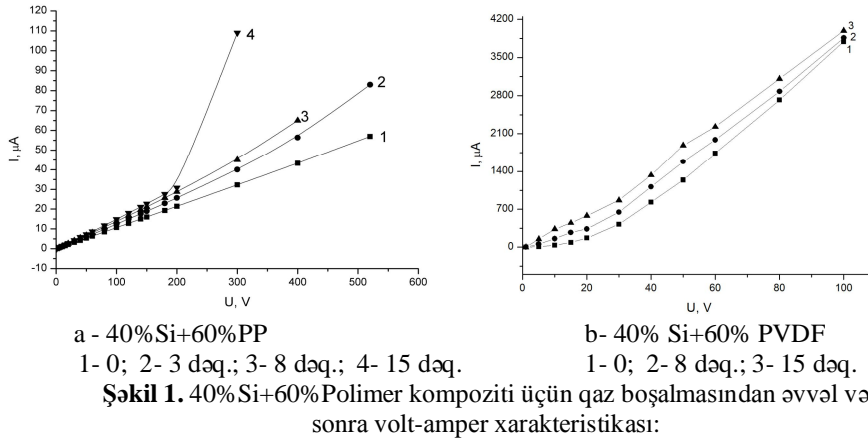 120
110
100
90
80
70
60
50
40
30
20
10
0
-10
I, μA
0 100 200 300 400 500 600
U, V
4
2
3
1
4200
3500
2800
2100
1400
700
0
I, μA
0 20 40 60 80 100
U, V
3
2
1
a - 40%Si+60%PP b- 40% Si+60% PVDF
1- 0; 2- 3 dəq.; 3- 8 dəq.; 4- 15 dəq. 1- 0; 2- 8 dəq.; 3- 15 dəq.
Şəkil 1. 40%Si+60%Polimer kompoziti üçün qaz boşalmasından əvvəl və
sonra volt-amper xarakteristikası: